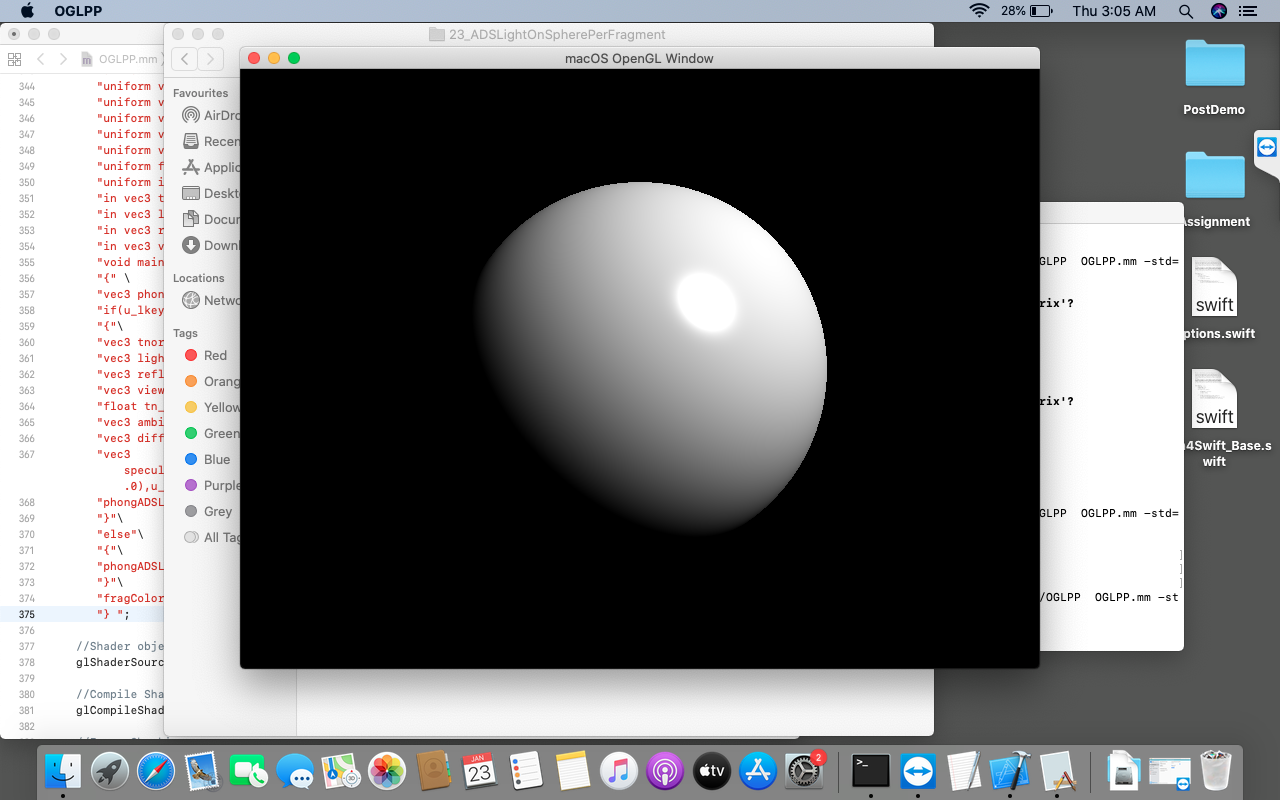 OGLPP
28%
Thu 3:05 AM
OGLPP.mm
23_ADSLightOnSpherePerFragment
macOS OpenGL Window
344 "uniform v
345 "uniform v
346 "uniform v
347 "uniform v
348 "uniform v
349 "uniform f
350 "uniform i
351 "in vec3 t
352 "in vec3 l
353 "in vec3 r
354 "in vec3 v
355 "void main
356 "{" \
357 "vec3 phon
358 "if(u_lkey
359 "{"\
360 "vec3 tnor
361 "vec3 ligh
362 "vec3 refl
363 "vec3 view
364 "float tn_
365 "vec3 ambi
366 "vec3 diff
367 "vec3
specul
.0),u_
368 "phongADSL
369 "}"\
370 "else"\
371 "{"\
372 "phongADSL
373 "}"\
374 "fragColor
375 "} ";
376
377 //Shader obje
378 glShaderSourc
379
380 //Compile Sha
381 glCompileShad
382
Favourites
AirDro
Recen
Applic
Deskt
Docur
Downl
Locations
Netwo
Tags
Red
Orang
Yellow
Green
Blue
Purple
Grey
All Tag
GLPP OGLPP.mm -std=
rix'?
rix'?
GLPP OGLPP.mm -std=
]
]
]
/OGLPP OGLPP.mm -st
PostDemo
Assignment
swift
ptions.swift
swift
4Swift_Base.s
wift
JAN
23
tv
2
>_